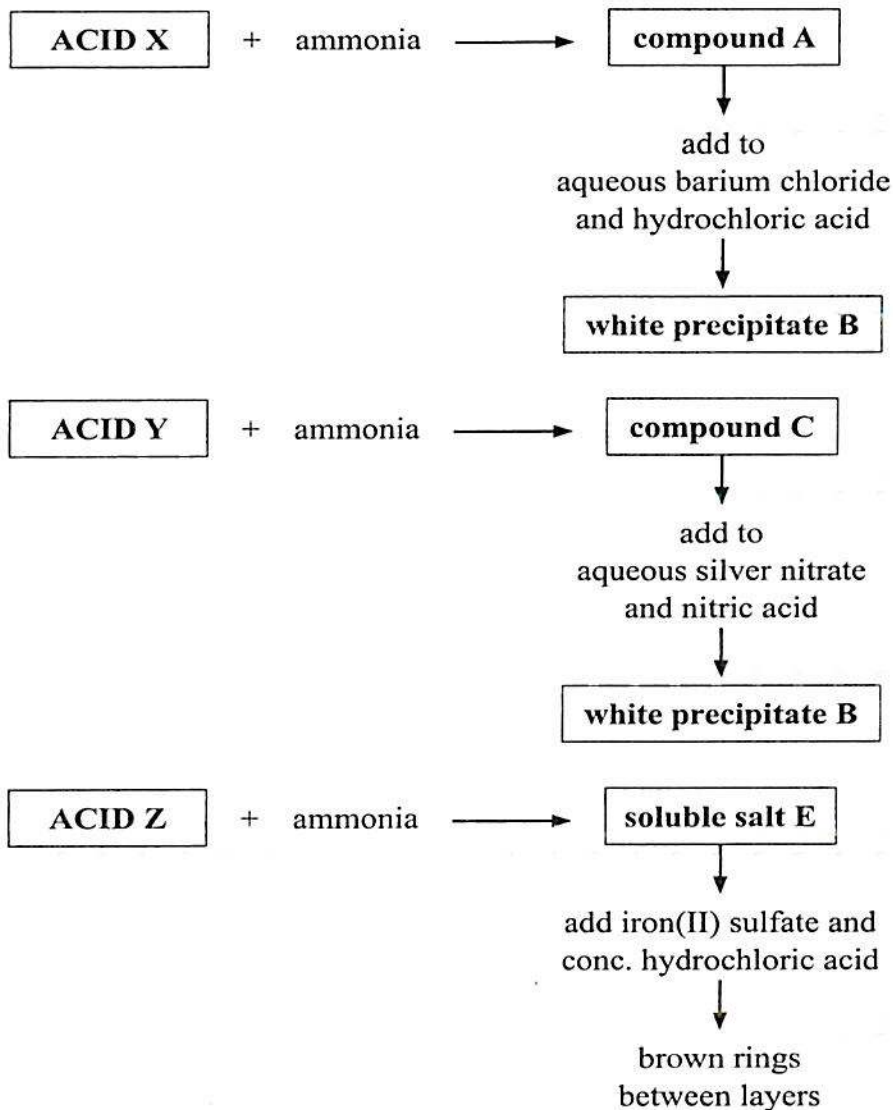 ACID X + ammonia compound A
add to
aqueous barium chloride
and hydrochloric acid
white precipitate B
ACID Y + ammonia compound C
add to
aqueous silver nitrate
and nitric acid
white precipitate B
ACID Z + ammonia soluble salt E
add iron(II) sulfate and
conc. hydrochloric acid
brown rings
between layers